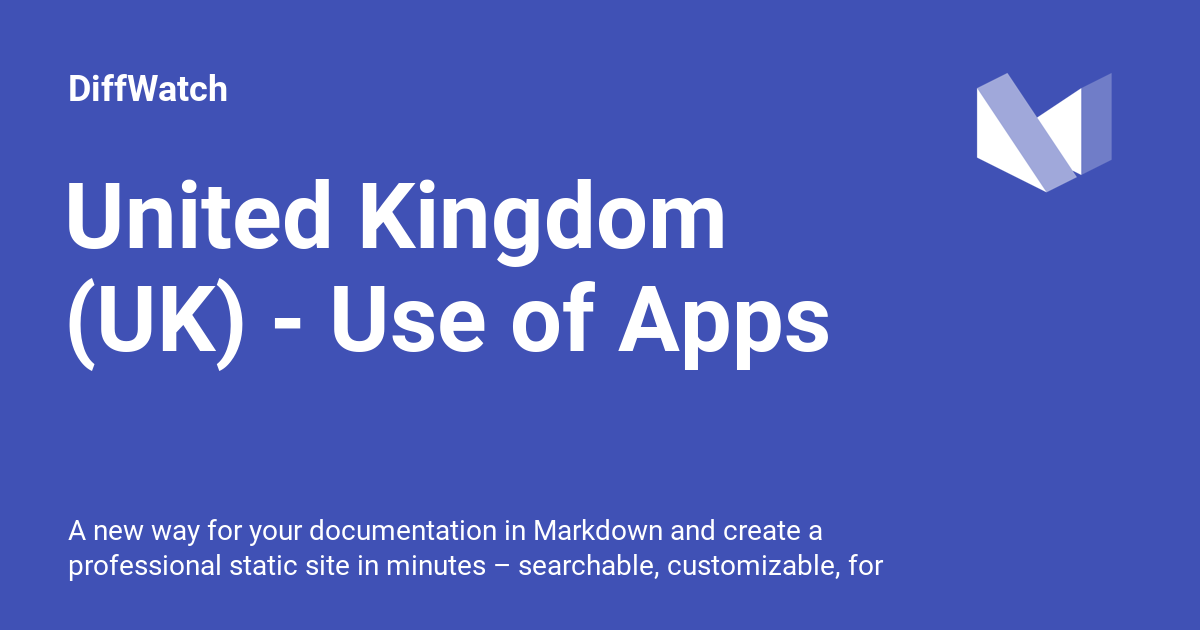 DiffWatch
United Kingdom
(UK) - Use of Apps
A new way for your documentation in Markdown and create a
professional static site in minutes – searchable, customizable, for